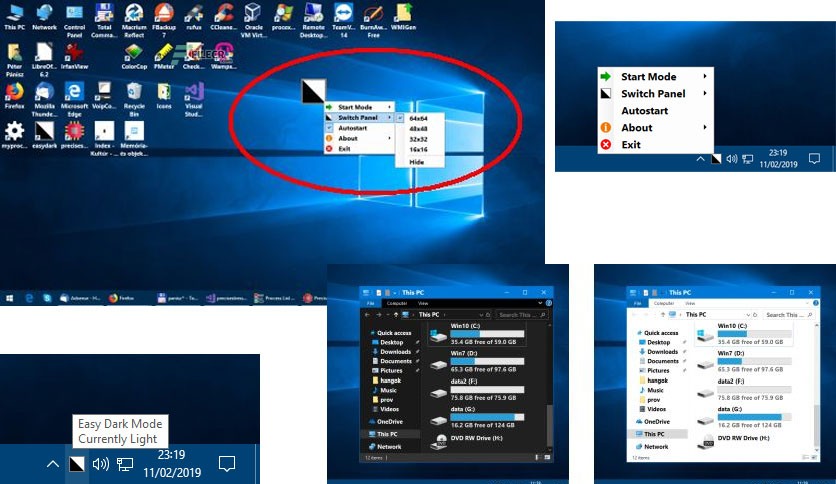 This PC
Network
Control
Panel
Total
Comma...
Macrium
Reflect
FBackup
7
rufus
CCleane...
Oracle
VM Virt...
proces...
Remote
Desktop...
TeamV...
14
BurnAw...
Free
WMIGen
Péter
Pánisz
LibreOf...
6.2
IrfanView
ColorCop
PMeter
Check...
Wamps...
Firefox
Mozilla
Thunde...
Microsoft
Edge
VoipCo...
Recycle
Bin
Icons
Visual
Studio...
myproc...
easydark
precises...
Index -
Kultúr - ...
Memória-
és objek...
Start Mode
Switch Panel
Autostart
About
Exit
64x64
48x48
32x32
16x16
Hide
Firefox
Process List ...
Start Mode
Switch Panel
Autostart
About
Exit
23:19
11/02/2019
This PC
File Computer View
This PC
Search This ...
Quick access
Desktop
Downloads
Documents
Pictures
hangok
Music
prov
Videos
OneDrive
This PC
Network
Win10 (C:)
35.4 GB free of 59.0 GB
Win7 (D:)
65.3 GB free of 97.6 GB
data2 (F:)
75.8 GB free of 75.9 GB
data (G:)
16.2 GB free of 124 GB
DVD RW Drive (H:)
12 items
This PC
File Computer View
This PC
Search This ...
Quick access
Desktop
Downloads
Documents
Pictures
hangok
Music
prov
Videos
OneDrive
This PC
Network
Win10 (C:)
35.4 GB free of 59.0 GB
Win7 (D:)
65.3 GB free of 97.6 GB
data2 (F:)
75.8 GB free of 75.9 GB
data (G:)
16.2 GB free of 124 GB
DVD RW Drive (H:)
12 items
Easy Dark Mode
Currently Light
23:19
11/02/2019